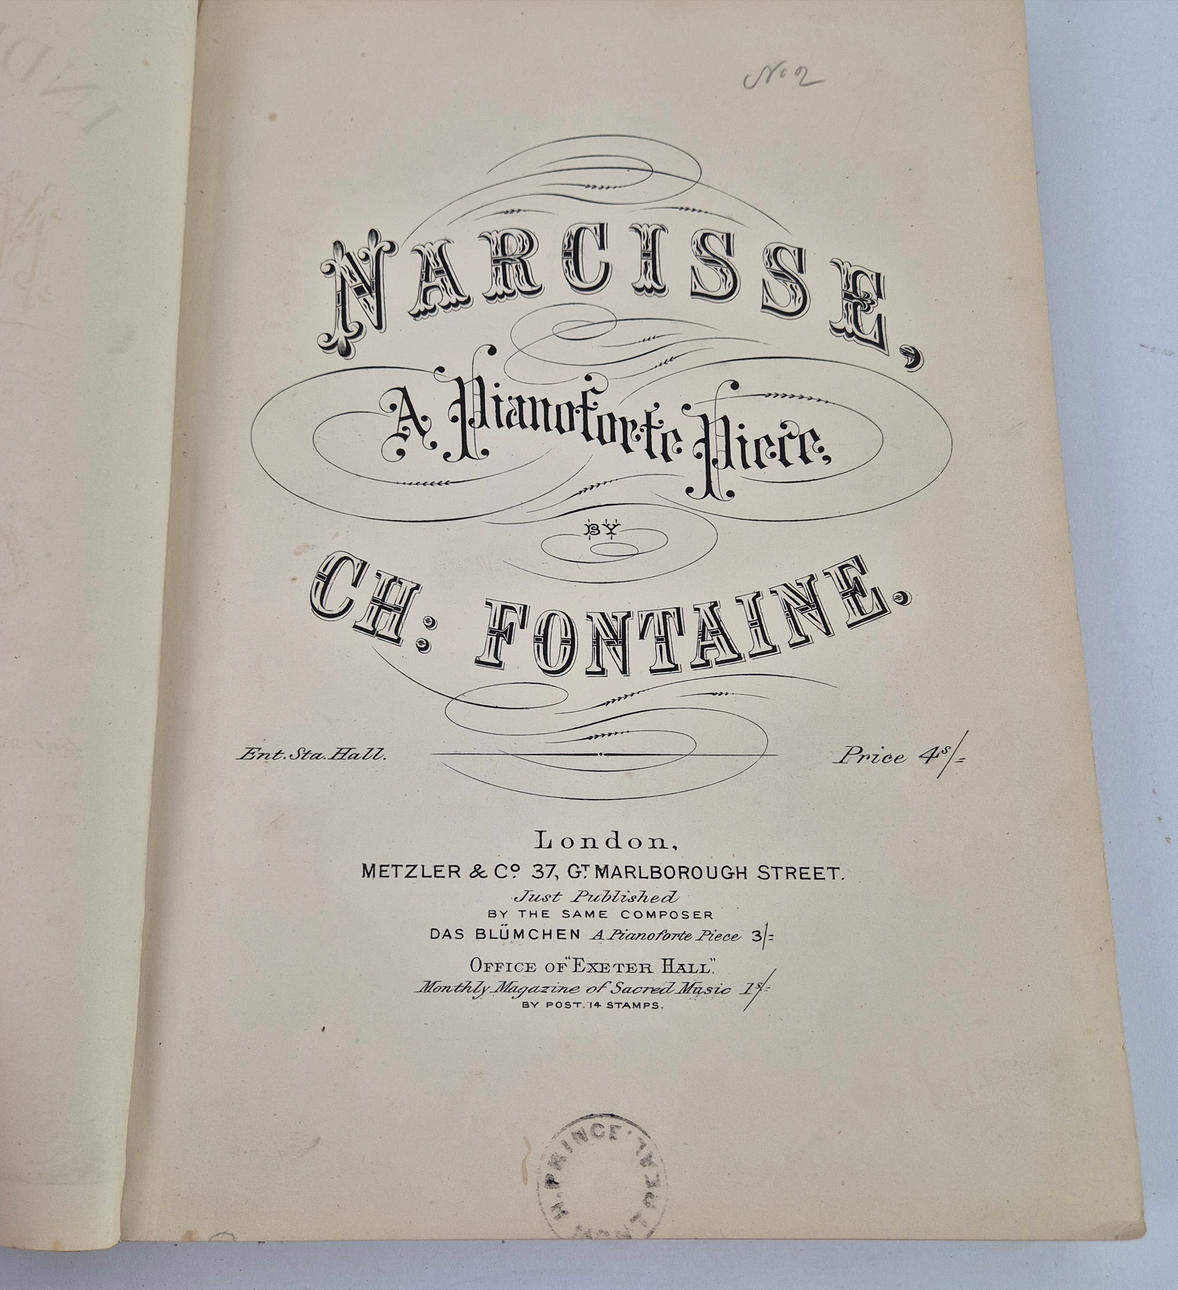 No 2
NARCISSE,
A Pianoforte Piece,
BY
CH: FONTAINE.
Ent. Sta. Hall.
Price 4s/=
London,
METZLER & Co. 37, GT MARLBOROUGH STREET.
Just Published
BY THE SAME COMPOSER
DAS BLÜMCHEN A Pianoforte Piece 3/=
OFFICE OF "EXETER HALL".
Monthly Magazine of Sacred Music 1s/=
BY POST. 14 STAMPS.
H. PRINCE.